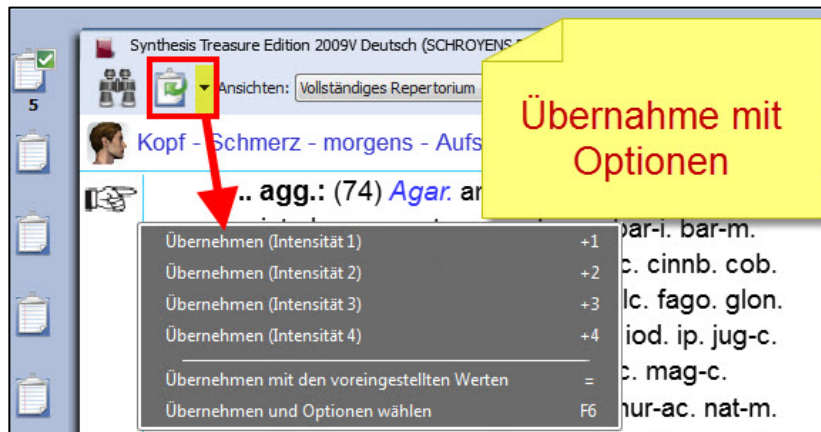 Synthesis Treasure Edition 2009V Deutsch (SCHROYENS
Übernahme mit
Optionen
5
Ansichten: Vollständiges Repertorium
Kopf - Schmerz - morgens - Aufs
.. agg.: (74) Agar.
bar-i. bar-m.
Übernehmen (Intensität 1) +1
c. cinnb. cob.
Übernehmen (Intensität 2) +2
lc. fago. glon.
Übernehmen (Intensität 3) +3
iod. ip. jug-c.
Übernehmen (Intensität 4) +4
c. mag-c.
Übernehmen mit den voreingestellten Werten =
nur-ac. nat-m.
Übernehmen und Optionen wählen F6